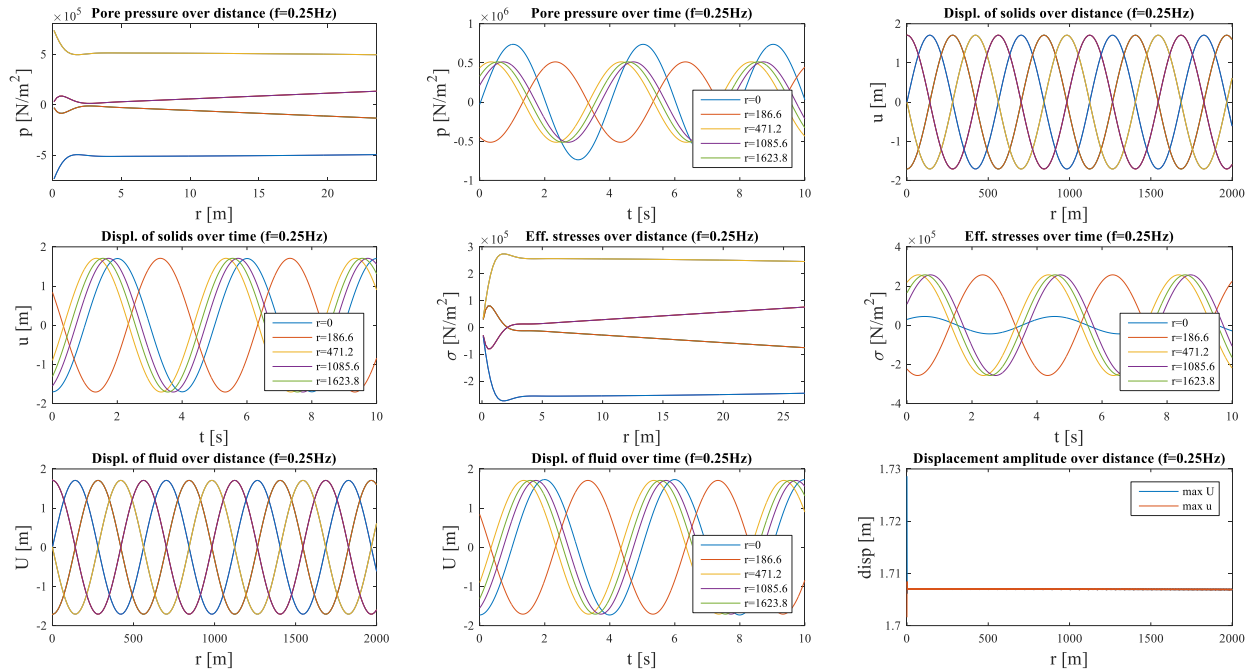 Pore pressure over distance (f=0.25Hz)
×10^5
5
0
-5
p [N/m^2]
0
5
10
15
20
r [m]
Pore pressure over time (f=0.25Hz)
×10^6
1
0.5
0
-0.5
-1
p [N/m^2]
r=0
r=186.6
r=471.2
r=1085.6
r=1623.8
0
2
4
6
8
10
t [s]
Displ. of solids over distance (f=0.25Hz)
2
1
0
-1
-2
u [m]
0
500
1000
1500
2000
r [m]
Displ. of solids over time (f=0.25Hz)
2
1
0
-1
-2
u [m]
r=0
r=186.6
r=471.2
r=1085.6
r=1623.8
0
2
4
6
8
10
t [s]
Eff. stresses over distance (f=0.25Hz)
×10^5
3
2
1
0
-1
-2
σ [N/m^2]
0
5
10
15
20
25
r [m]
Eff. stresses over time (f=0.25Hz)
×10^5
4
2
0
-2
-4
σ [N/m^2]
r=0
r=186.6
r=471.2
r=1085.6
r=1623.8
0
2
4
6
8
10
t [s]
Displ. of fluid over distance (f=0.25Hz)
2
1
0
-1
-2
U [m]
0
500
1000
1500
2000
r [m]
Displ. of fluid over time (f=0.25Hz)
2
1
0
-1
-2
U [m]
r=0
r=186.6
r=471.2
r=1085.6
r=1623.8
0
2
4
6
8
10
t [s]
Displacement amplitude over distance (f=0.25Hz)
1.73
1.72
1.71
1.7
disp [m]
max U
max u
0
500
1000
1500
2000
r [m]